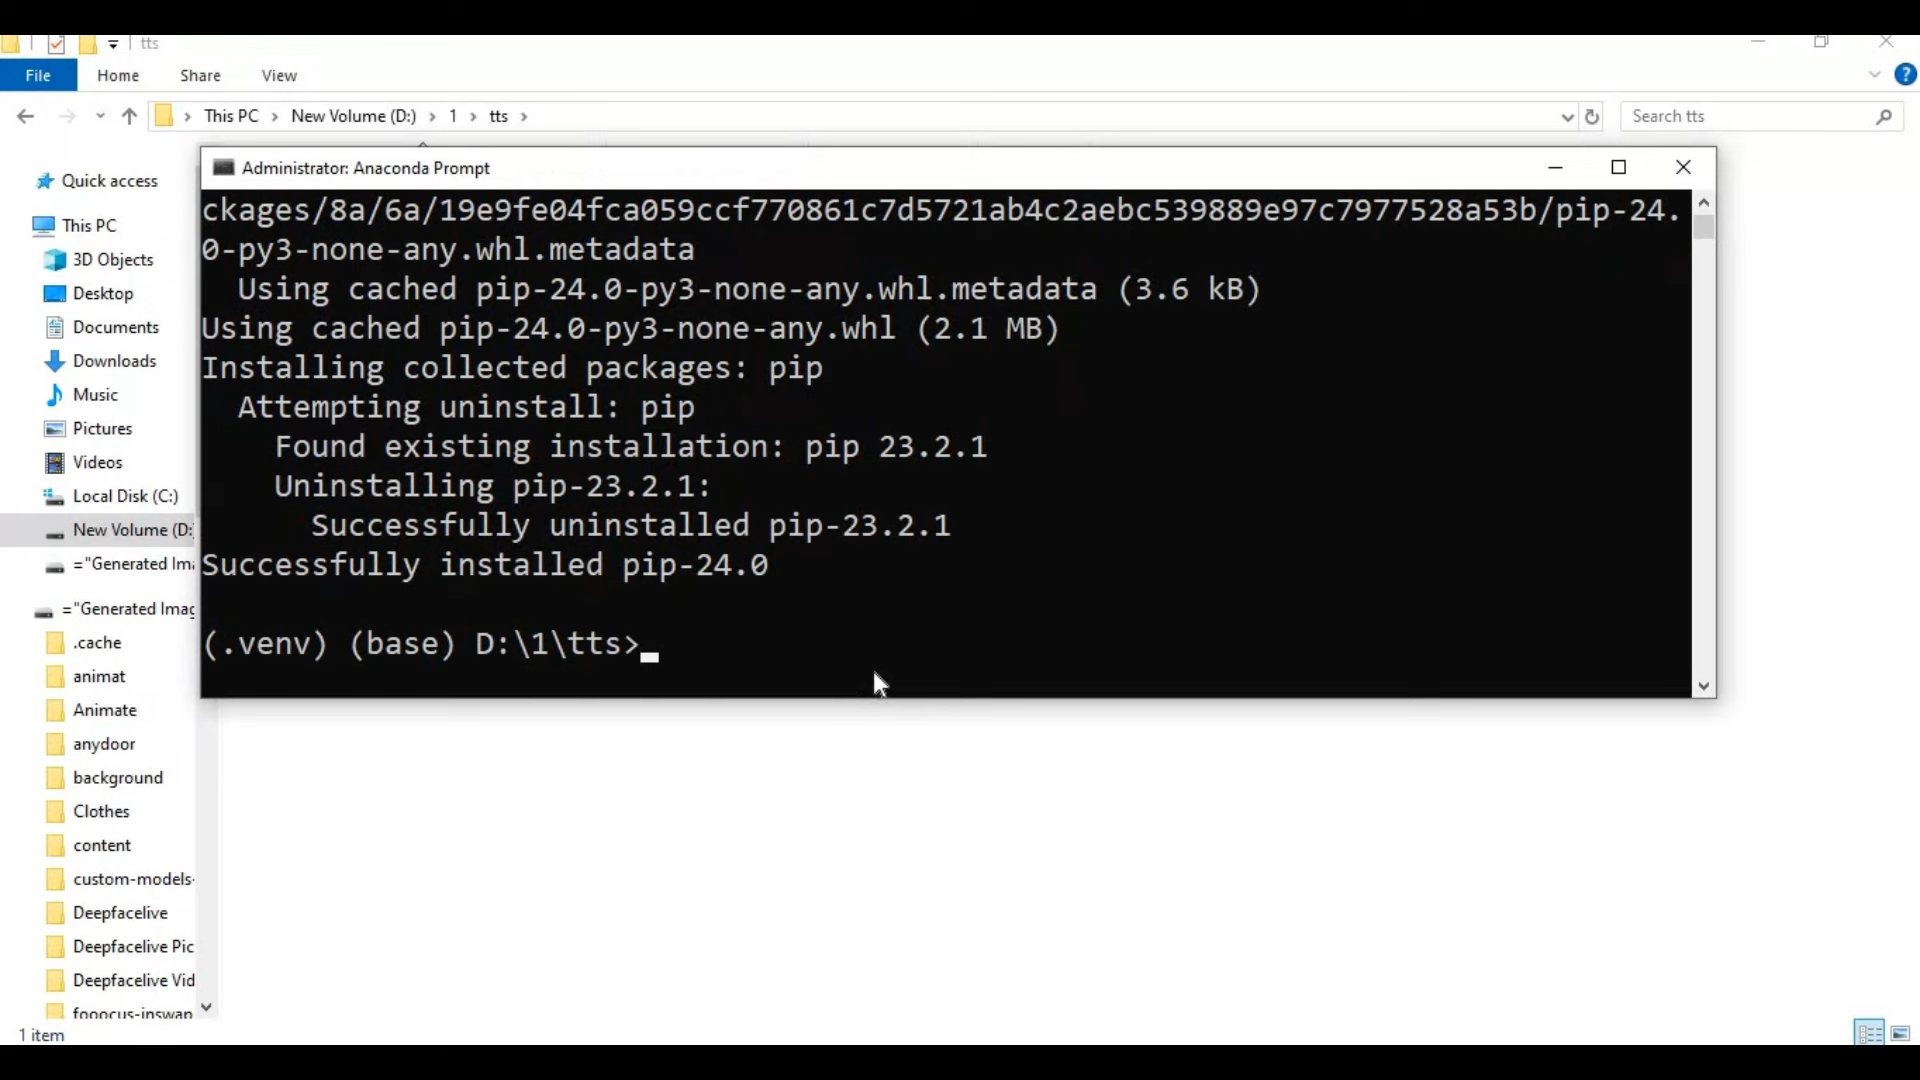 tts
File Home Share View
This PC > New Volume (D:) > 1 > tts >
Search tts
Quick access
This PC
3D Objects
Desktop
Documents
Downloads
Music
Pictures
Videos
Local Disk (C:)
New Volume (D:
="Generated Ima
="Generated Imag
.cache
animat
Animate
anydoor
background
Clothes
content
custom-models-
Deepfacelive
Deepfacelive Pic
Deepfacelive Vid
fooocus-inswap
1 item
Administrator: Anaconda Prompt
ckages/8a/6a/19e9fe04fca059ccf770861c7d5721ab4c2aebc539889e97c7977528a53b/pip-24.
0-py3-none-any.whl.metadata
Using cached pip-24.0-py3-none-any.whl.metadata (3.6 kB)
Using cached pip-24.0-py3-none-any.whl (2.1 MB)
Installing collected packages: pip
Attempting uninstall: pip
Found existing installation: pip 23.2.1
Uninstalling pip-23.2.1:
Successfully uninstalled pip-23.2.1
Successfully installed pip-24.0
(.venv) (base) D:\1\tts>